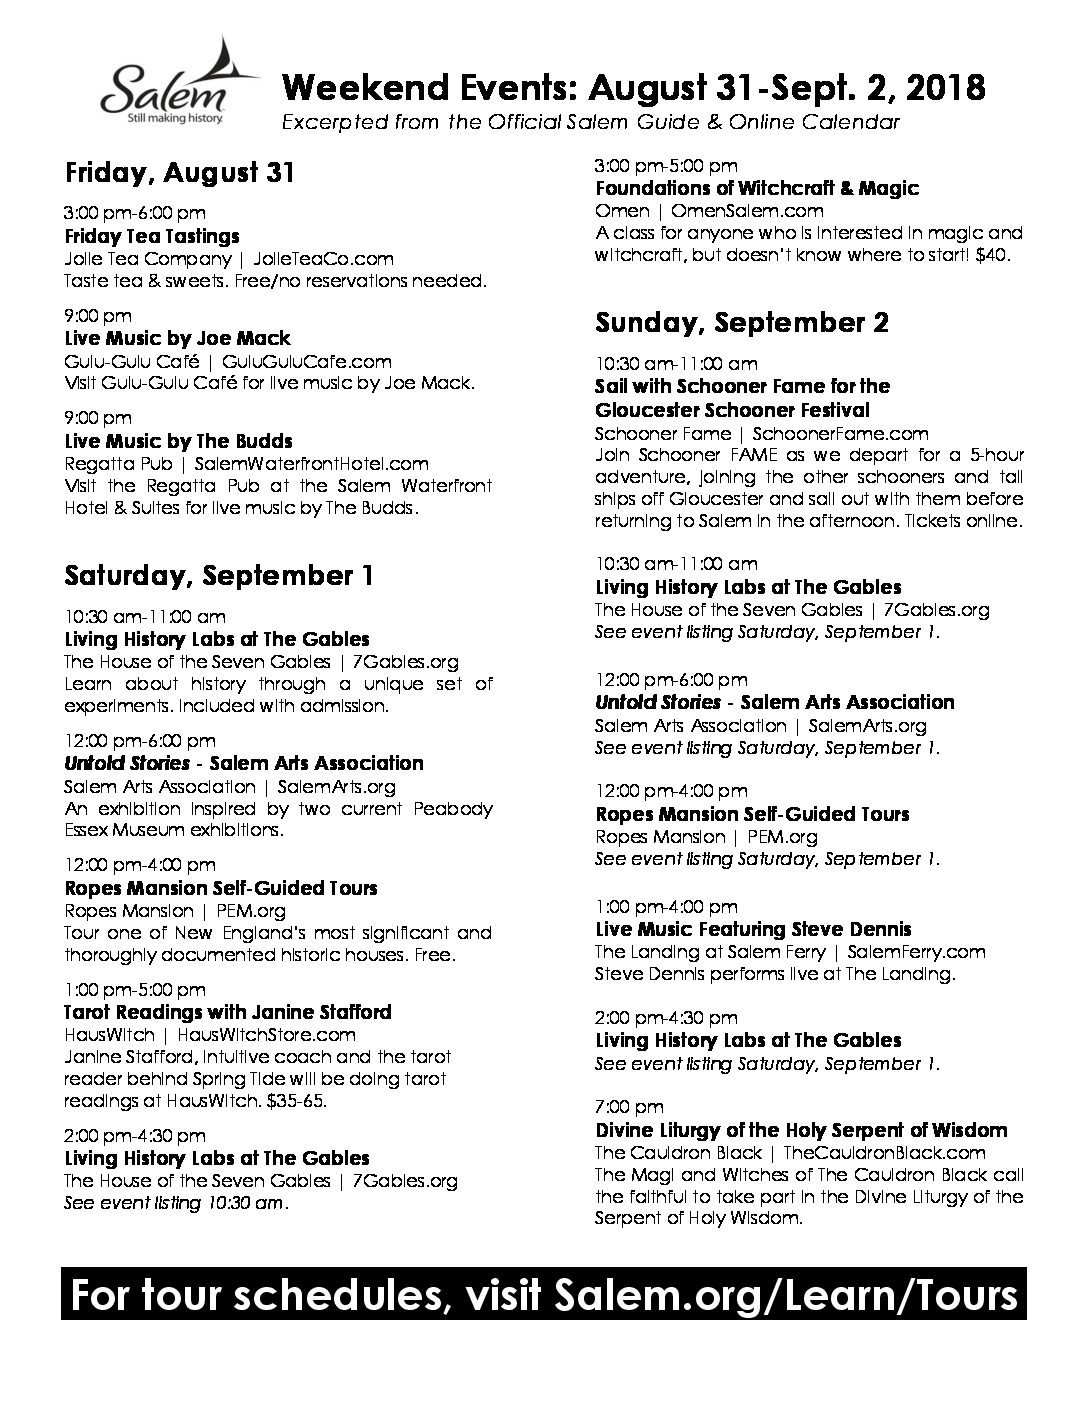 Salem
Still making history.
Weekend Events: August 31-Sept. 2, 2018
Excerpted from the Official Salem Guide & Online Calendar
Friday, August 31
3:00 pm-6:00 pm
Friday Tea Tastings
Jolie Tea Company | JolieTeaCo.com
Taste tea & sweets. Free/no reservations needed.
9:00 pm
Live Music by Joe Mack
Gulu-Gulu Café | GuluGuluCafe.com
Visit Gulu-Gulu Café for live music by Joe Mack.
9:00 pm
Live Music by The Budds
Regatta Pub | SalemWaterfrontHotel.com
Visit the Regatta Pub at the Salem Waterfront
Hotel & Suites for live music by The Budds.
Saturday, September 1
10:30 am-11:00 am
Living History Labs at The Gables
The House of the Seven Gables | 7Gables.org
Learn about history through a unique set of
experiments. Included with admission.
12:00 pm-6:00 pm
Untold Stories - Salem Arts Association
Salem Arts Association | SalemArts.org
An exhibition inspired by two current Peabody
Essex Museum exhibitions.
12:00 pm-4:00 pm
Ropes Mansion Self-Guided Tours
Ropes Mansion | PEM.org
Tour one of New England's most significant and
thoroughly documented historic houses. Free.
1:00 pm-5:00 pm
Tarot Readings with Janine Stafford
HausWitch | HausWitchStore.com
Janine Stafford, intuitive coach and the tarot
reader behind Spring Tide will be doing tarot
readings at HausWitch. $35-65.
2:00 pm-4:30 pm
Living History Labs at The Gables
The House of the Seven Gables | 7Gables.org
See event listing 10:30 am.
3:00 pm-5:00 pm
Foundations of Witchcraft & Magic
Omen | OmenSalem.com
A class for anyone who is interested in magic and
witchcraft, but doesn't know where to start! $40.
Sunday, September 2
10:30 am-11:00 am
Sail with Schooner Fame for the
Gloucester Schooner Festival
Schooner Fame | SchoonerFame.com
Join Schooner FAME as we depart for a 5-hour
adventure, joining the other schooners and tall
ships off Gloucester and sail out with them before
returning to Salem in the afternoon. Tickets online.
10:30 am-11:00 am
Living History Labs at The Gables
The House of the Seven Gables | 7Gables.org
See event listing Saturday, September 1.
12:00 pm-6:00 pm
Untold Stories - Salem Arts Association
Salem Arts Association | SalemArts.org
See event listing Saturday, September 1.
12:00 pm-4:00 pm
Ropes Mansion Self-Guided Tours
Ropes Mansion | PEM.org
See event listing Saturday, September 1.
1:00 pm-4:00 pm
Live Music Featuring Steve Dennis
The Landing at Salem Ferry | SalemFerry.com
Steve Dennis performs live at The Landing.
2:00 pm-4:30 pm
Living History Labs at The Gables
See event listing Saturday, September 1.
7:00 pm
Divine Liturgy of the Holy Serpent of Wisdom
The Cauldron Black | TheCauldronBlack.com
The Magi and Witches of The Cauldron Black call
the faithful to take part in the Divine Liturgy of the
Serpent of Holy Wisdom.
For tour schedules, visit Salem.org/Learn/Tours